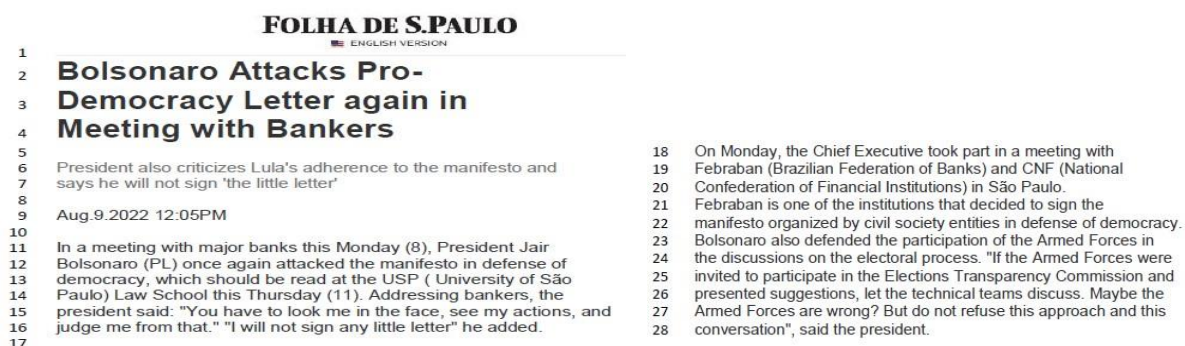 FOLHA DE S.PAULO
ENGLISH VERSION
1
2 Bolsonaro Attacks Pro-
3 Democracy Letter again in
4 Meeting with Bankers
5
6 President also criticizes Lula's adherence to the manifesto and
7 says he will not sign 'the little letter'
8
9 Aug.9.2022 12:05PM
10
11 In a meeting with major banks this Monday (8), President Jair
12 Bolsonaro (PL) once again attacked the manifesto in defense of
13 democracy, which should be read at the USP ( University of São
14 Paulo) Law School this Thursday (11). Addressing bankers, the
15 president said: "You have to look me in the face, see my actions, and
16 judge me from that." "I will not sign any little letter" he added.
17
18 On Monday, the Chief Executive took part in a meeting with
19 Febraban (Brazilian Federation of Banks) and CNF (National
20 Confederation of Financial Institutions) in São Paulo.
21 Febraban is one of the institutions that decided to sign the
22 manifesto organized by civil society entities in defense of democracy.
23 Bolsonaro also defended the participation of the Armed Forces in
24 the discussions on the electoral process. "If the Armed Forces were
25 invited to participate in the Elections Transparency Commission and
26 presented suggestions, let the technical teams discuss. Maybe the
27 Armed Forces are wrong? But do not refuse this approach and this
28 conversation", said the president.